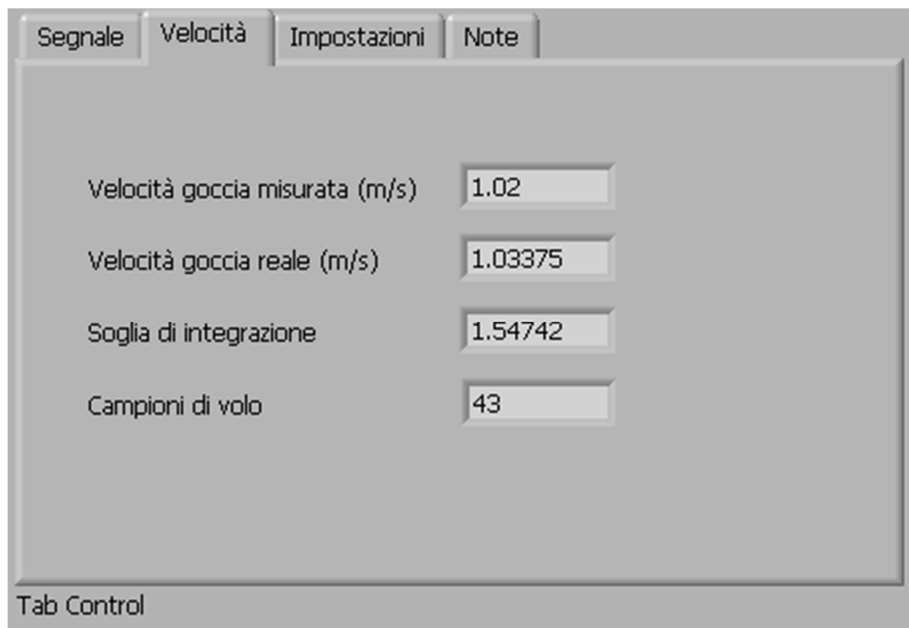 Segnale Velocità Impostazioni Note
Velocità goccia misurata (m/s) 1.02
Velocità goccia reale (m/s) 1.03375
Soglia di integrazione 1.54742
Campioni di volo 43
Tab Control